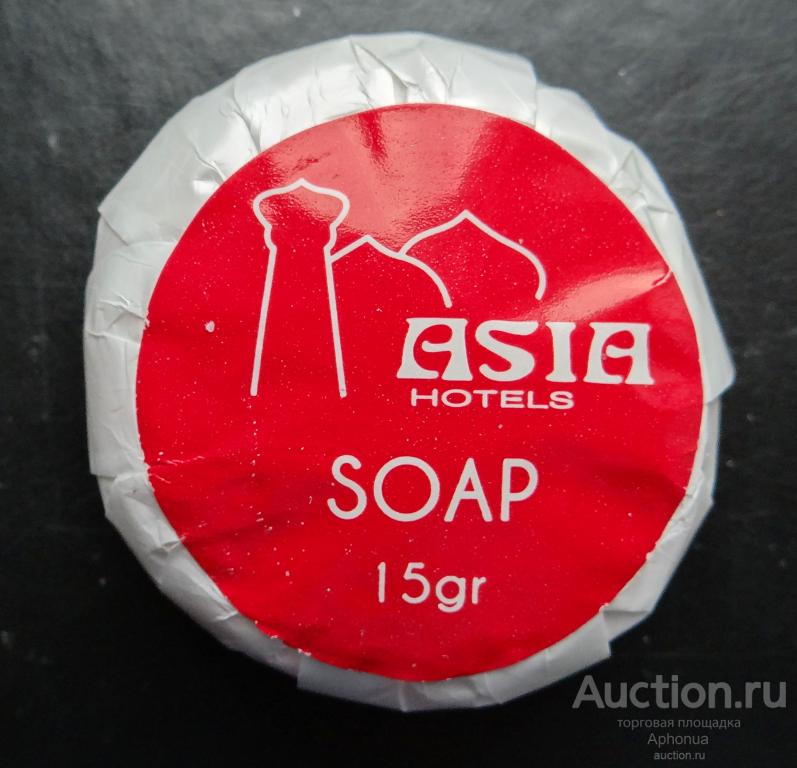 ASIA
HOTELS
SOAP
15gr
Auction.ru
торговая площадка
Aphonua
auction.ru